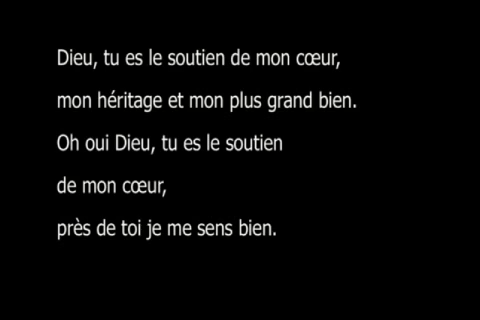 Dieu, tu es le soutien de mon cœur,
mon héritage et mon plus grand bien.
Oh oui Dieu, tu es le soutien
de mon cœur,
près de toi je me sens bien.